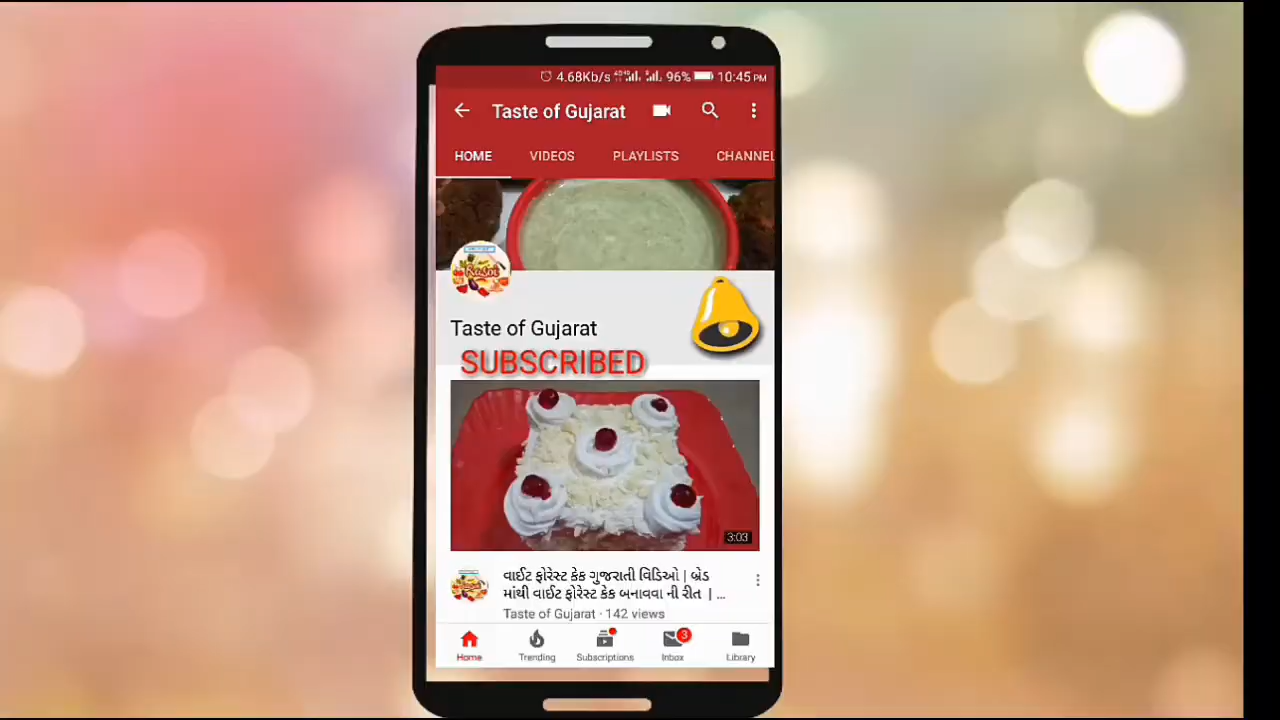 4.68Kb/s 96% 10:45 PM
Taste of Gujarat
HOME VIDEOS PLAYLISTS CHANNEL
Taste of Gujarat
SUBSCRIBED
3:03
વાઈટ ફોરેસ્ટ કેક ગુજરાતી વિડિઓ | બ્રેડ
માંથી વાઈટ ફોરેસ્ટ કેક બનાવવા ની રીત | ...
Taste of Gujarat · 142 views
3
Home Trending Subscriptions Inbox Library